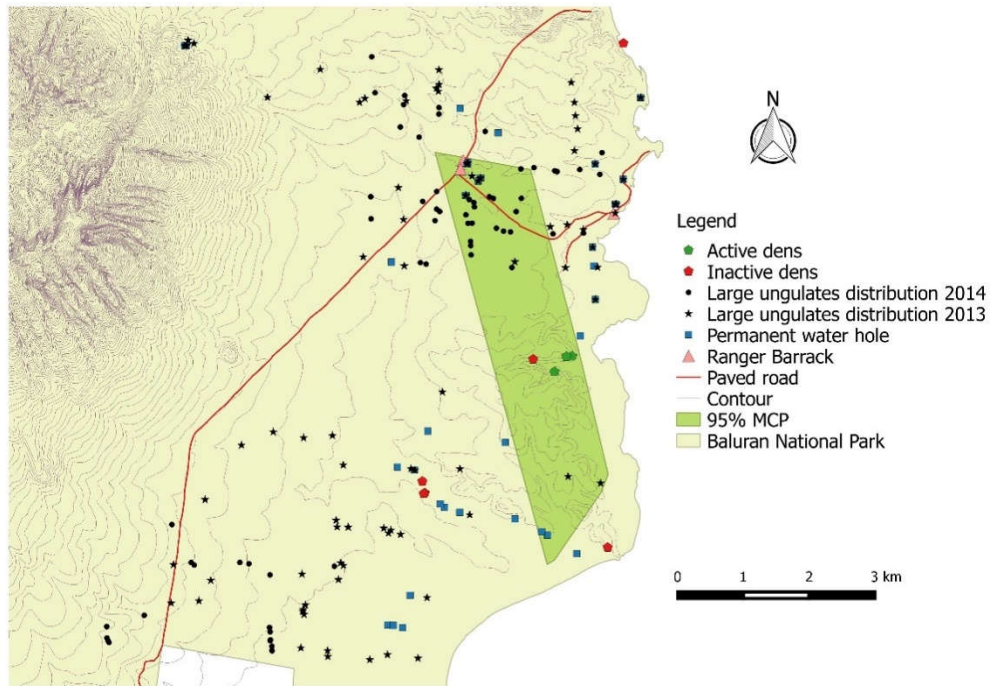 N
Legend
Active dens
Inactive dens
Large ungulates distribution 2014
Large ungulates distribution 2013
Permanent water hole
Ranger Barrack
Paved road
Contour
95% MCP
Baluran National Park
0 1 2 3 km